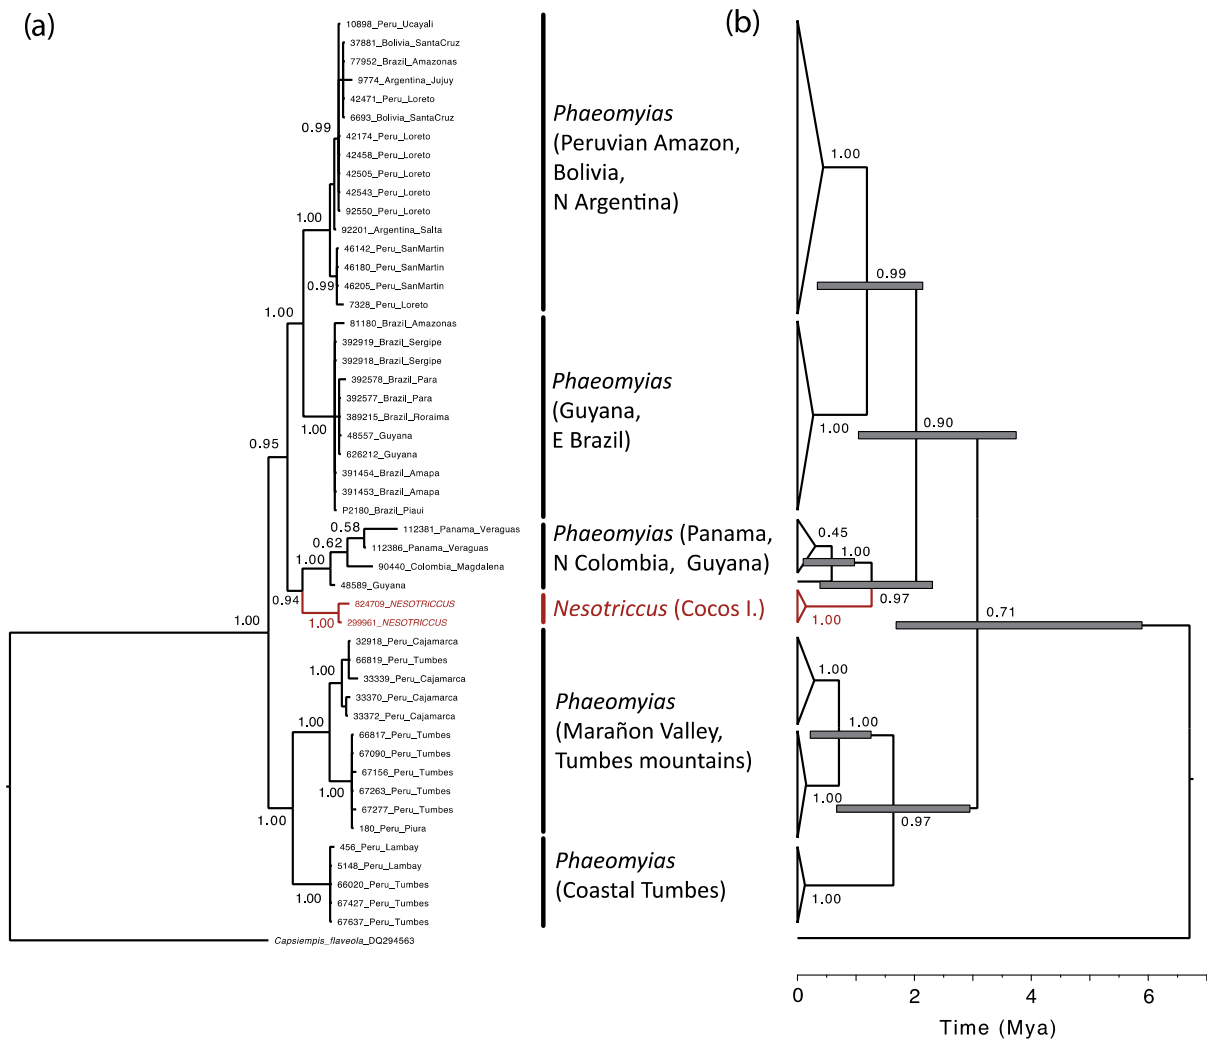 (a)
10898_Peru_Ucayali
37881_Bolivia_SantaCruz
77952_Brazil_Amazonas
9774_Argentina_Jujuy
42471_Peru_Loreto
6693_Bolivia_SantaCruz
42174_Peru_Loreto
42458_Peru_Loreto
42505_Peru_Loreto
42543_Peru_Loreto
92550_Peru_Loreto
92201_Argentina_Salta
46142_Peru_SanMartin
46180_Peru_SanMartin
46205_Peru_SanMartin
7328_Peru_Loreto
81180_Brazil_Amazonas
392919_Brazil_Sergipe
392918_Brazil_Sergipe
392578_Brazil_Para
392577_Brazil_Para
389215_Brazil_Roraima
48557_Guyana
626212_Guyana
391454_Brazil_Amapa
391453_Brazil_Amapa
P2180_Brazil_Piaui
112381_Panama_Veraguas
112386_Panama_Veraguas
90440_Colombia_Magdalena
48589_Guyana
824709_NESOTRICCUS
299961_NESOTRICCUS
32918_Peru_Cajamarca
66819_Peru_Tumbes
33339_Peru_Cajamarca
33370_Peru_Cajamarca
33372_Peru_Cajamarca
66817_Peru_Tumbes
67090_Peru_Tumbes
67156_Peru_Tumbes
67263_Peru_Tumbes
67277_Peru_Tumbes
180_Peru_Piura
456_Peru_Lambay
5148_Peru_Lambay
66020_Peru_Tumbes
67427_Peru_Tumbes
67637_Peru_Tumbes
Capsiempis_flaveola_DQ294563
0.99
1.00
0.99
1.00
1.00
0.95
0.58
0.62
1.00
0.94
1.00
1.00
1.00
1.00
1.00
1.00
1.00
Phaeomyias
(Peruvian Amazon,
Bolivia,
N Argentina)
Phaeomyias
(Guyana,
E Brazil)
Phaeomyias (Panama,
N Colombia, Guyana)
Nesotriccus (Cocos I.)
Phaeomyias
(Marañon Valley,
Tumbes mountains)
Phaeomyias
(Coastal Tumbes)
(b)
1.00
0.99
1.00
0.90
0.45
1.00
0.97
1.00
0.71
1.00
1.00
1.00
0.97
1.00
0
2
4
6
Time (Mya)